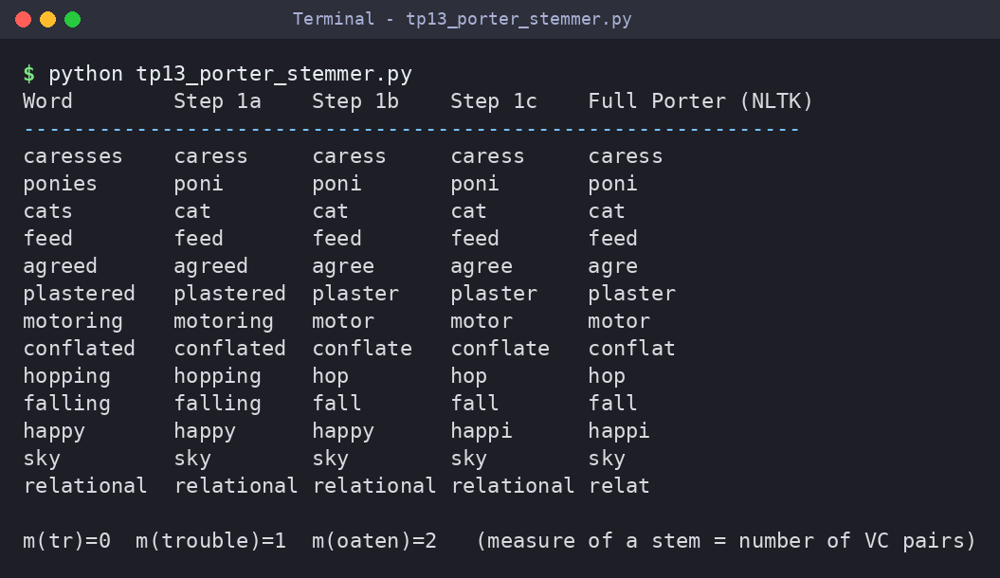 Terminal - tp13_porter_stemmer.py
$ python tp13_porter_stemmer.py
Word        Step 1a    Step 1b    Step 1c    Full Porter (NLTK)
--------------------------------------------------------------
caresses    caress     caress     caress     caress
ponies      poni       poni       poni       poni
cats        cat        cat        cat        cat
feed        feed       feed       feed       feed
agreed      agreed     agree      agree      agre
plastered   plastered  plaster    plaster    plaster
motoring    motoring   motor      motor      motor
conflated   conflated  conflate   conflate   conflat
hopping     hopping    hop        hop        hop
falling     falling    fall       fall       fall
happy       happy      happy      happi      happi
sky         sky        sky        sky        sky
relational  relational relational relational relat
m(tr)=0  m(trouble)=1  m(oaten)=2   (measure of a stem = number of VC pairs)